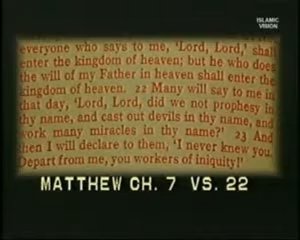 ISLAMIC
VISION
everyone who says to me, 'Lord, Lord,' shall
enter the kingdom of heaven; but he who does
the will of my Father in heaven shall enter the
kingdom of heaven. 22 Many will say to me in
that day, 'Lord, Lord, did we not prophesy in
thy name, and cast out devils in thy name, and
work many miracles in thy name?' 23 And
then I will declare to them, 'I never knew you.
Depart from me, you workers of iniquity!'
MATTHEW CH. 7 VS. 22